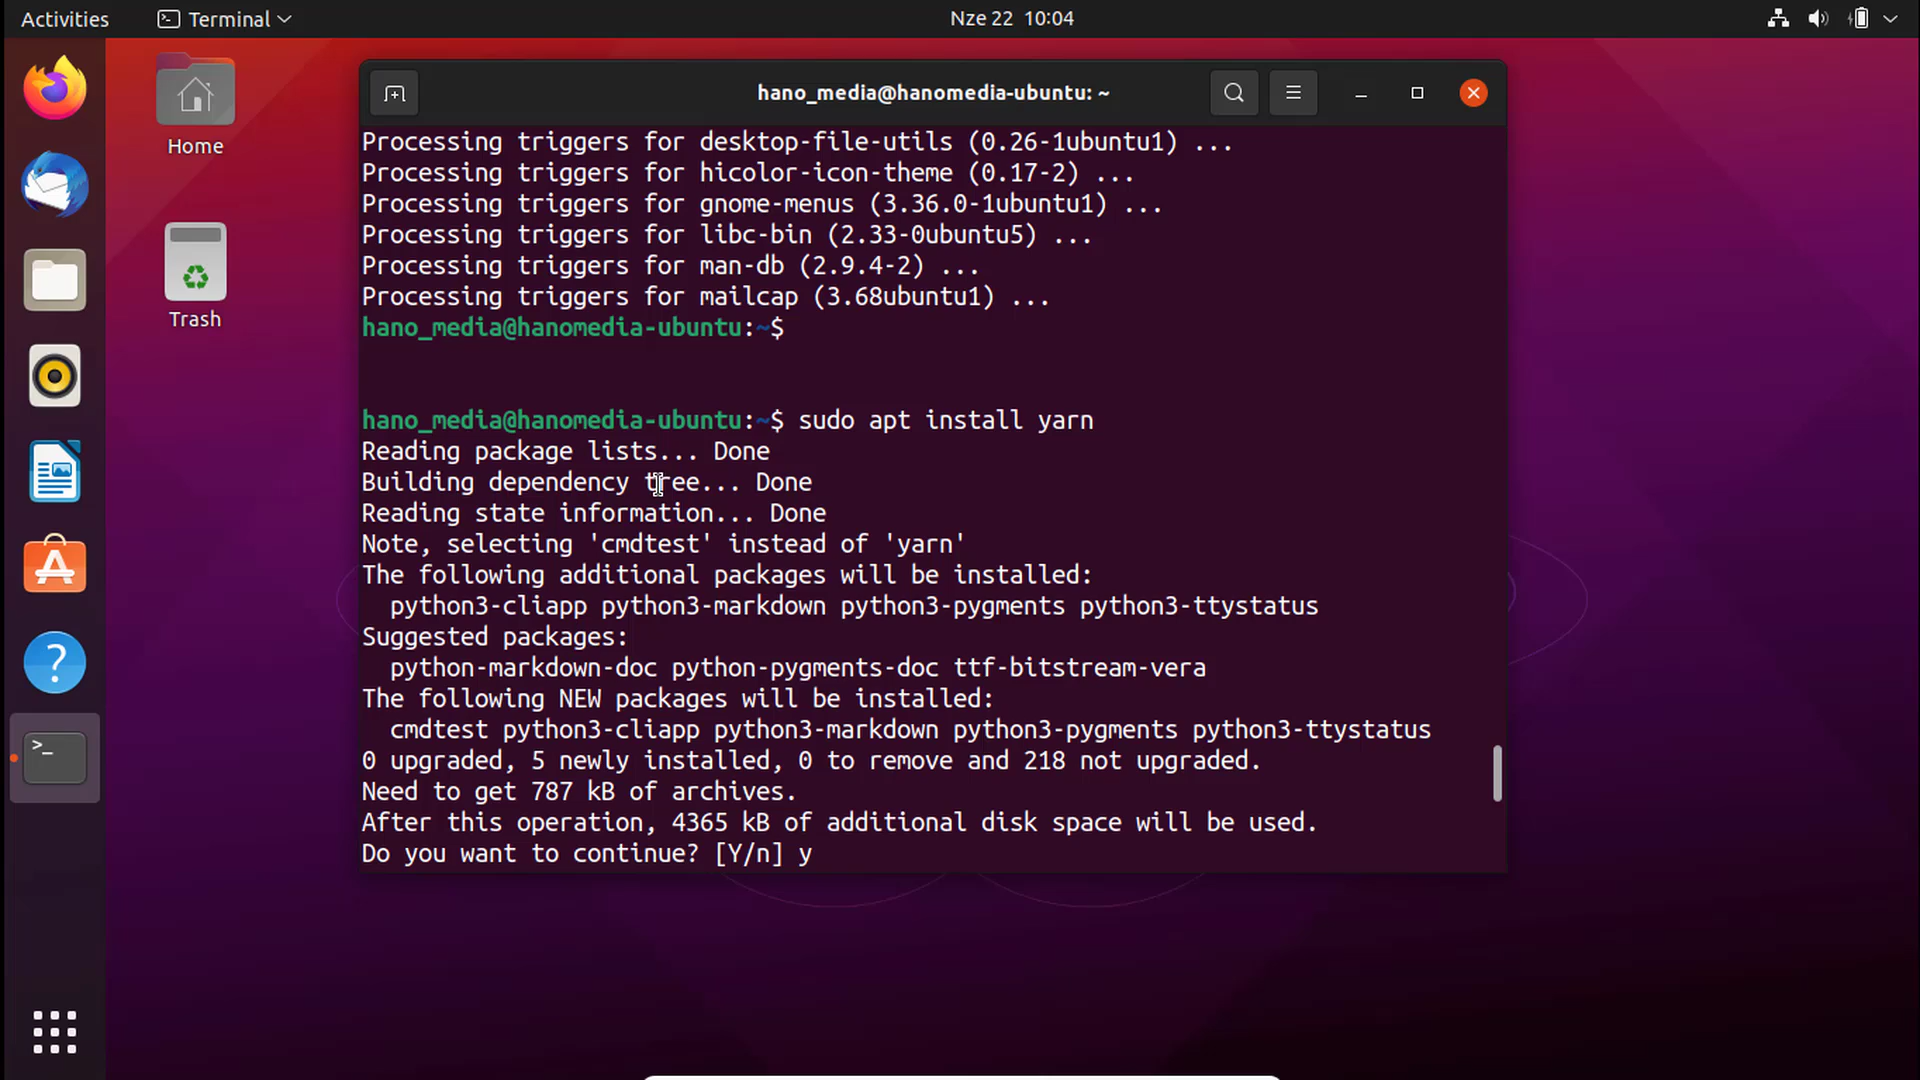 Activities
Terminal
Nze 22 10:04
Home
Trash
hano_media@hanomedia-ubuntu: ~
Processing triggers for desktop-file-utils (0.26-1ubuntu1) ...
Processing triggers for hicolor-icon-theme (0.17-2) ...
Processing triggers for gnome-menus (3.36.0-1ubuntu1) ...
Processing triggers for libc-bin (2.33-0ubuntu5) ...
Processing triggers for man-db (2.9.4-2) ...
Processing triggers for mailcap (3.68ubuntu1) ...
hano_media@hanomedia-ubuntu:~$
hano_media@hanomedia-ubuntu:~$ sudo apt install yarn
Reading package lists... Done
Building dependency tree... Done
Reading state information... Done
Note, selecting 'cmdtest' instead of 'yarn'
The following additional packages will be installed:
python3-cliapp python3-markdown python3-pygments python3-ttystatus
Suggested packages:
python-markdown-doc python-pygments-doc ttf-bitstream-vera
The following NEW packages will be installed:
cmdtest python3-cliapp python3-markdown python3-pygments python3-ttystatus
0 upgraded, 5 newly installed, 0 to remove and 218 not upgraded.
Need to get 787 kB of archives.
After this operation, 4365 kB of additional disk space will be used.
Do you want to continue? [Y/n] y